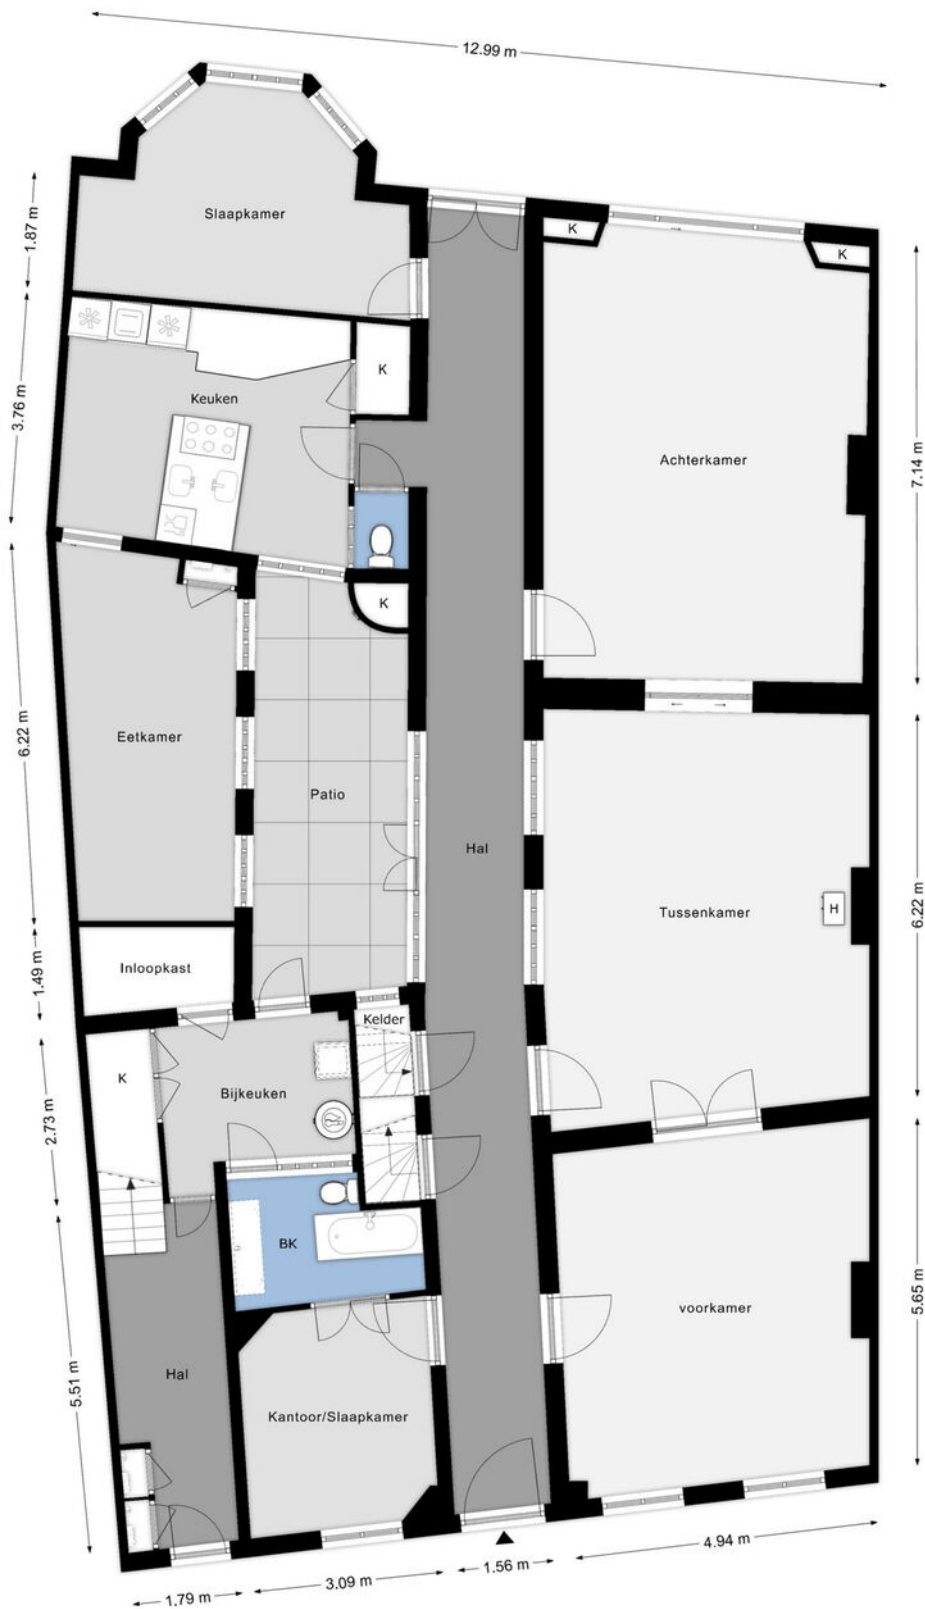 12.99 m
1.87 m
Slaapkamer
K
K
3.76 m
K
Keuken
Achterkamer
7.14 m
K
6.22 m
Eetkamer
Patio
Hal
Tussenkamer
H
6.22 m
Inloopkast
1.49 m
Kelder
K
Bijkeuken
2.73 m
BK
voorkamer
5.65 m
Hal
5.51 m
Kantoor/Slaapkamer
1.79 m
3.09 m
1.56 m
4.94 m